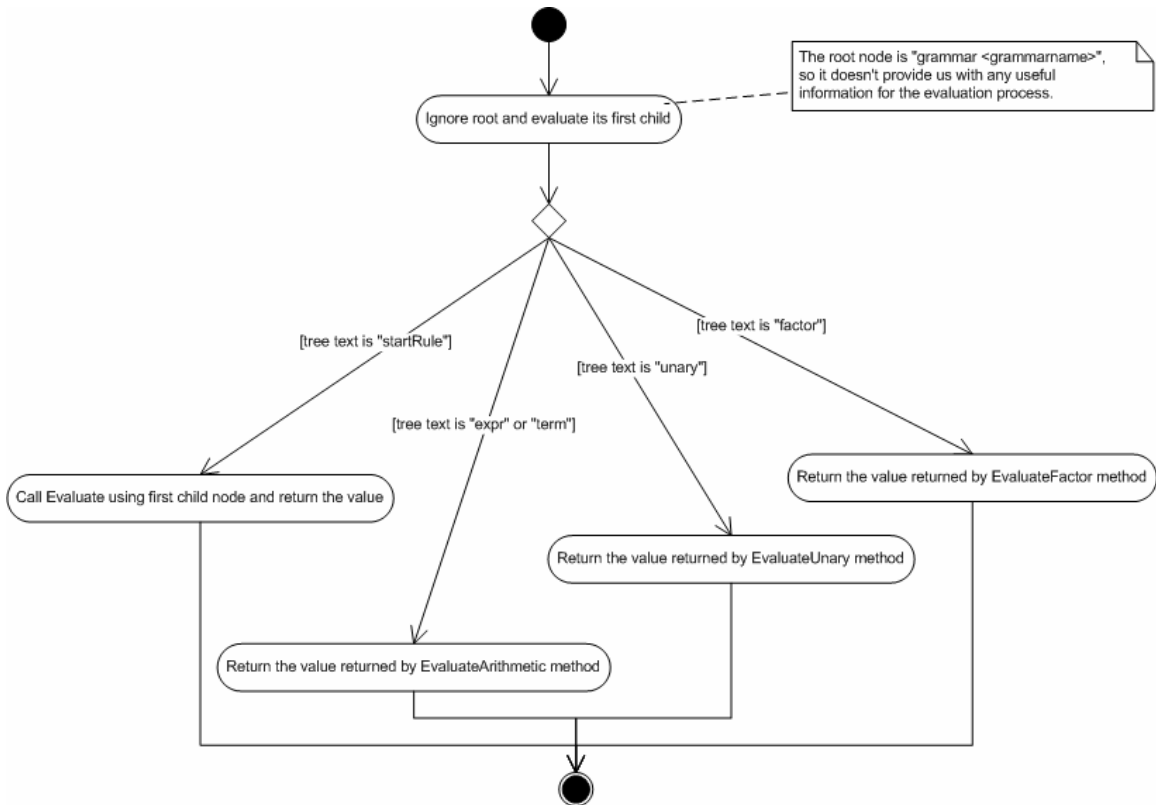 The root node is "grammar <grammarname>",
so it doesn't provide us with any useful
information for the evaluation process.
Ignore root and evaluate its first child
[tree text is "factor"]
[tree text is "startRule"]
[tree text is "unary"]
[tree text is "expr" or "term"]
Return the value returned by EvaluateFactor method
Call Evaluate using first child node and return the value
Return the value returned by EvaluateUnary method
Return the value returned by EvaluateArithmetic method